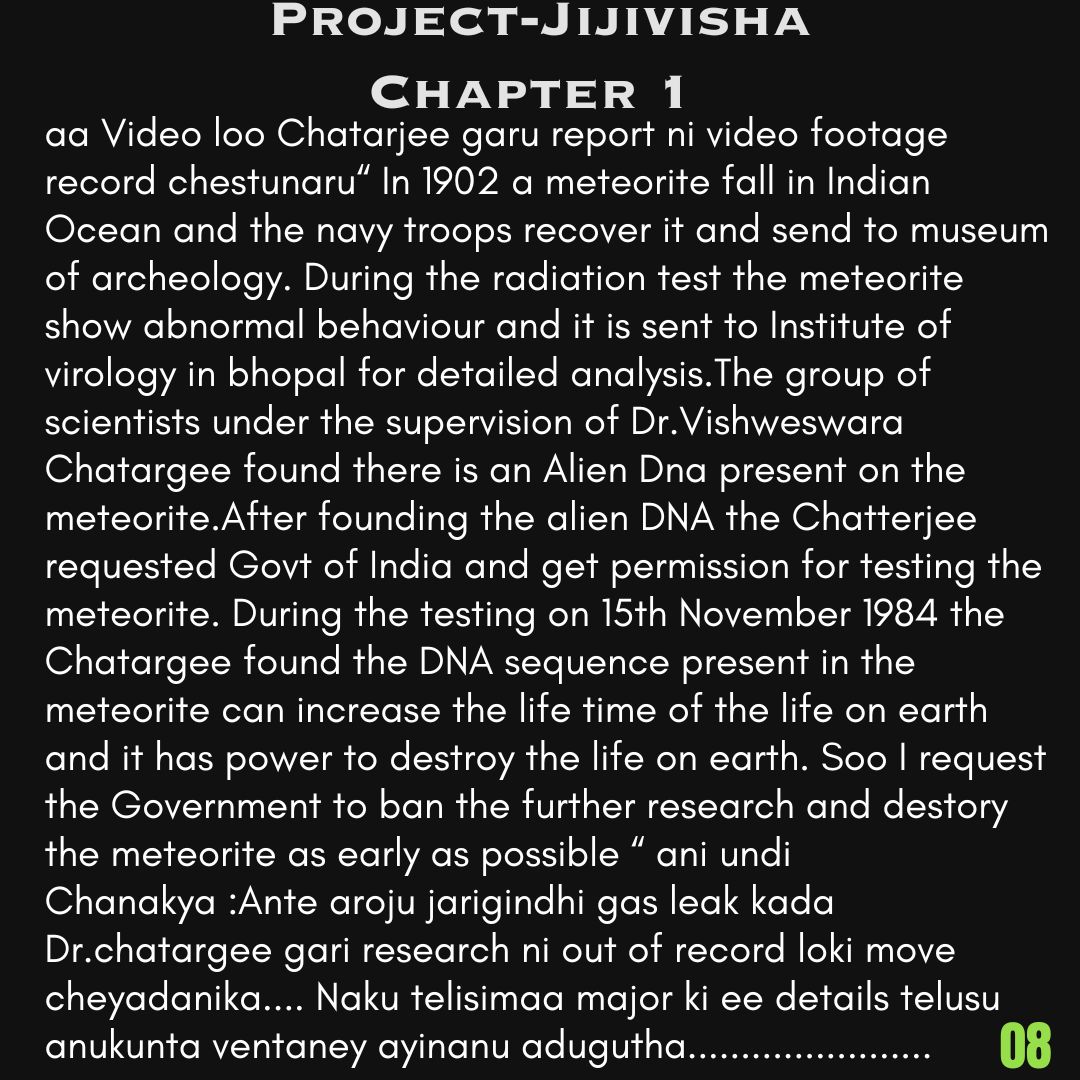 Project-Jijivisha
Chapter 1
aa Video loo Chatarjee garu report ni video footage
record chestunaru“ In 1902 a meteorite fall in Indian
Ocean and the navy troops recover it and send to museum
of archeology. During the radiation test the meteorite
show abnormal behaviour and it is sent to Institute of
virology in bhopal for detailed analysis.The group of
scientists under the supervision of Dr.Vishweswara
Chatargee found there is an Alien Dna present on the
meteorite.After founding the alien DNA the Chatterjee
requested Govt of India and get permission for testing the
meteorite. During the testing on 15th November 1984 the
Chatargee found the DNA sequence present in the
meteorite can increase the life time of the life on earth
and it has power to destroy the life on earth. Soo I request
the Government to ban the further research and destory
the meteorite as early as possible “ ani undi
Chanakya :Ante aroju jarigindhi gas leak kada
Dr.chatargee gari research ni out of record loki move
cheyadanika.... Naku telisimaa major ki ee details telusu
anukunta ventaney ayinanu adugutha.......................
08